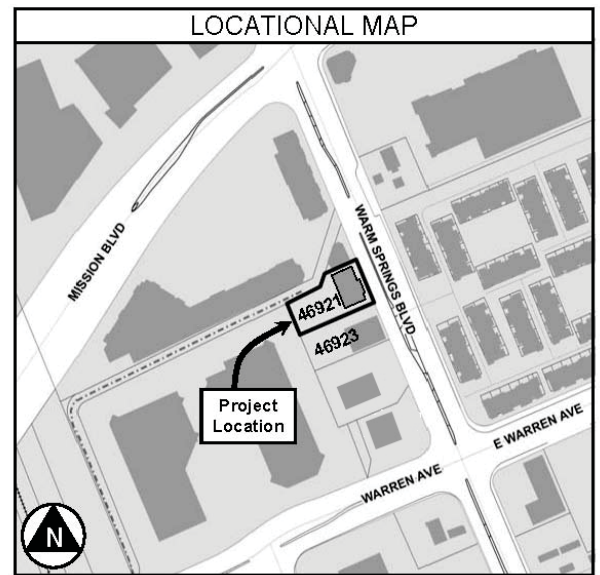 LOCATIONAL MAP
MISSION BLVD
WARM SPRINGS BLVD
46921
46923
Project
Location
E WARREN AVE
WARREN AVE
N